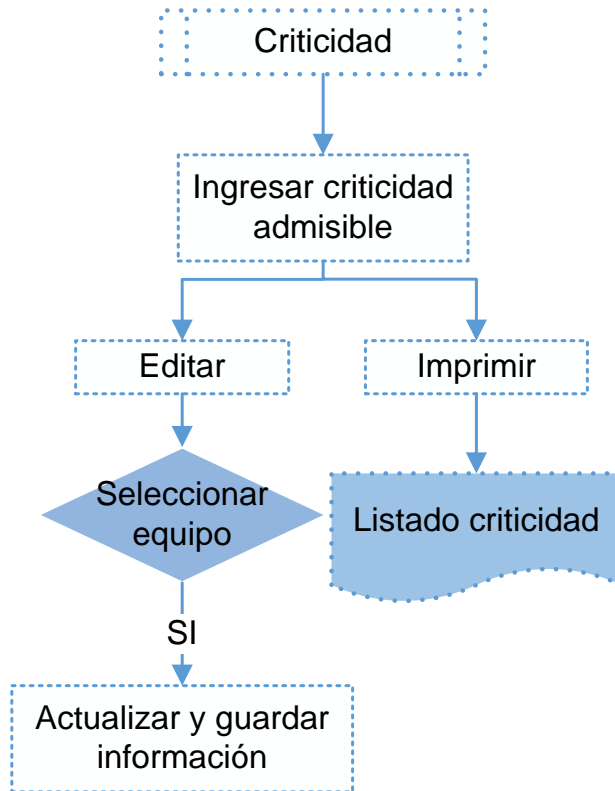 Criticidad
Ingresar criticidad
admisible
Editar
Imprimir
Seleccionar
equipo
Listado criticidad
SI
Actualizar y guardar
información